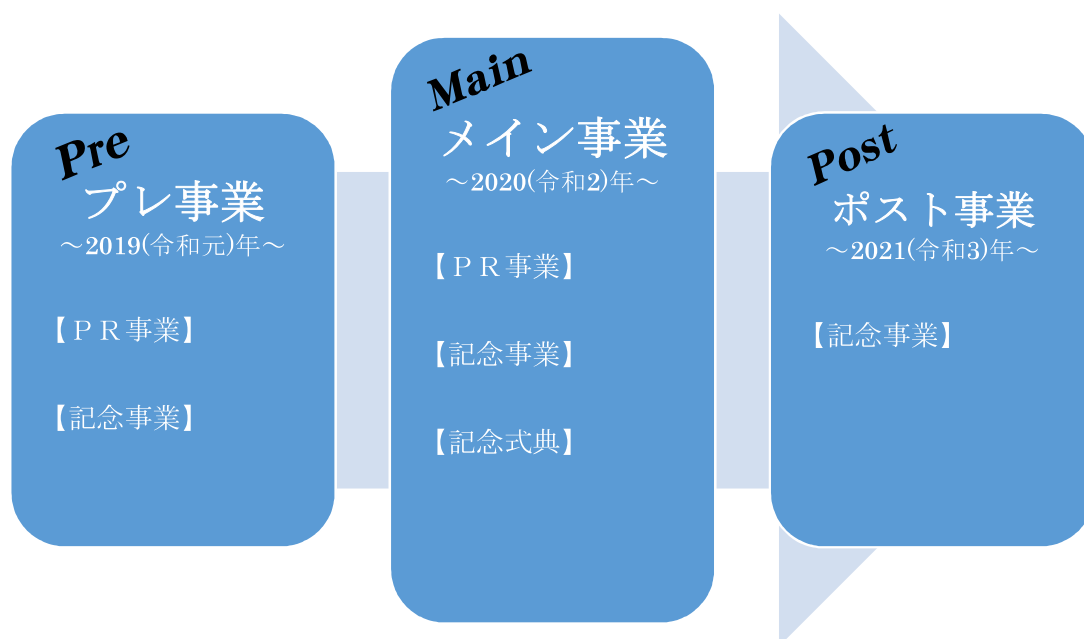 Pre
プレ事業
～2019(令和元)年～
【ＰＲ事業】
【記念事業】
Main
メイン事業
～2020(令和2)年～
【ＰＲ事業】
【記念事業】
【記念式典】
Post
ポスト事業
～2021(令和3)年～
【記念事業】